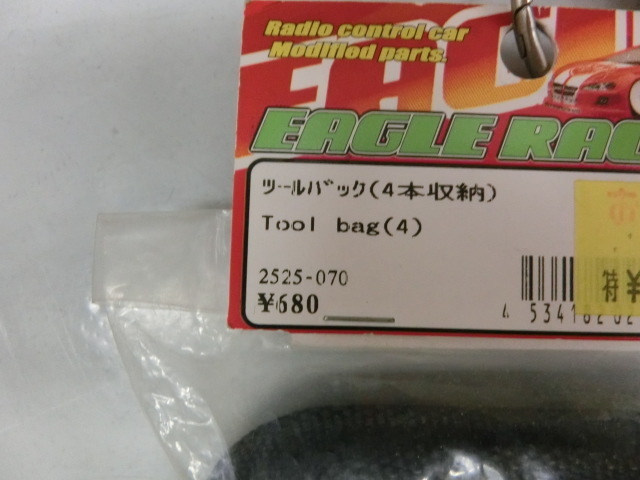 Radio control car
Modified parts.
EAGLE RAC
ツールバック(4本収納)
Tool bag(4)
2525-070
¥680
特¥